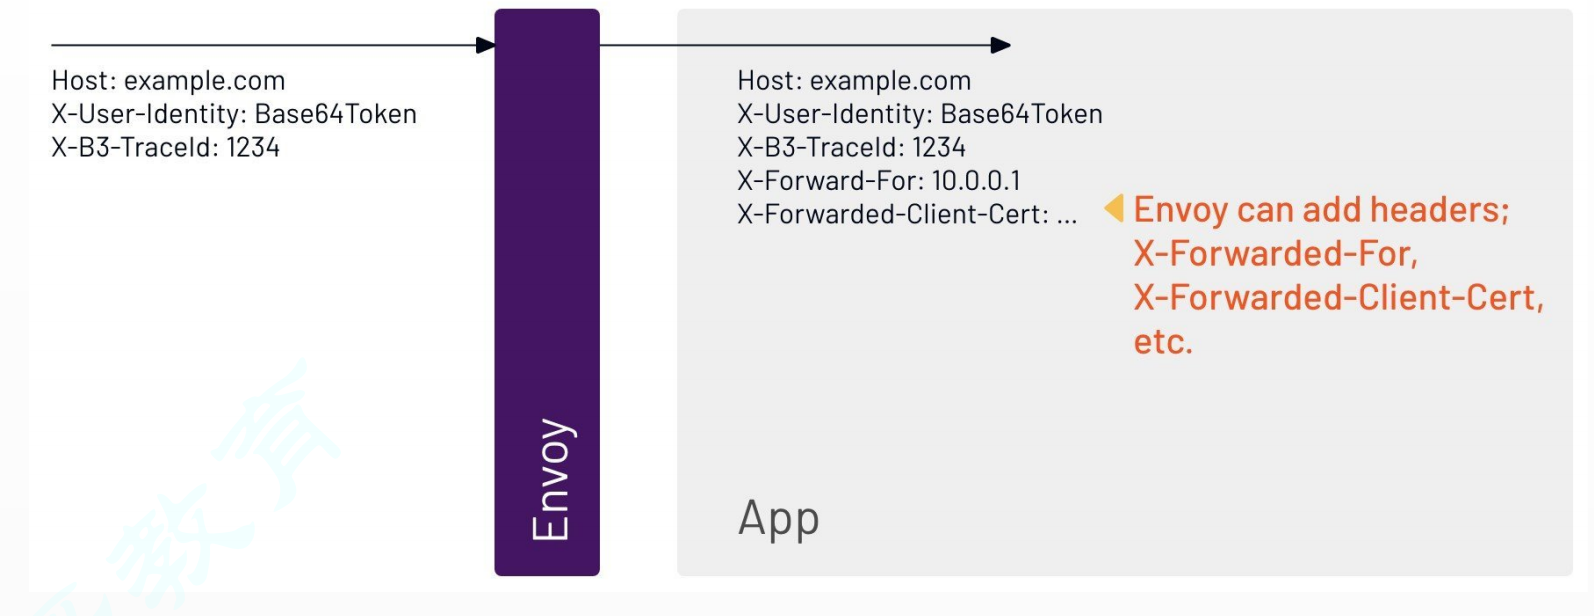 Host: example.com
X-User-Identity: Base64Token
X-B3-TraceId: 1234
Envoy
Host: example.com
X-User-Identity: Base64Token
X-B3-TraceId: 1234
X-Forward-For: 10.0.0.1
X-Forwarded-Client-Cert: ...
Envoy can add headers;
X-Forwarded-For,
X-Forwarded-Client-Cert,
etc.
App
教育